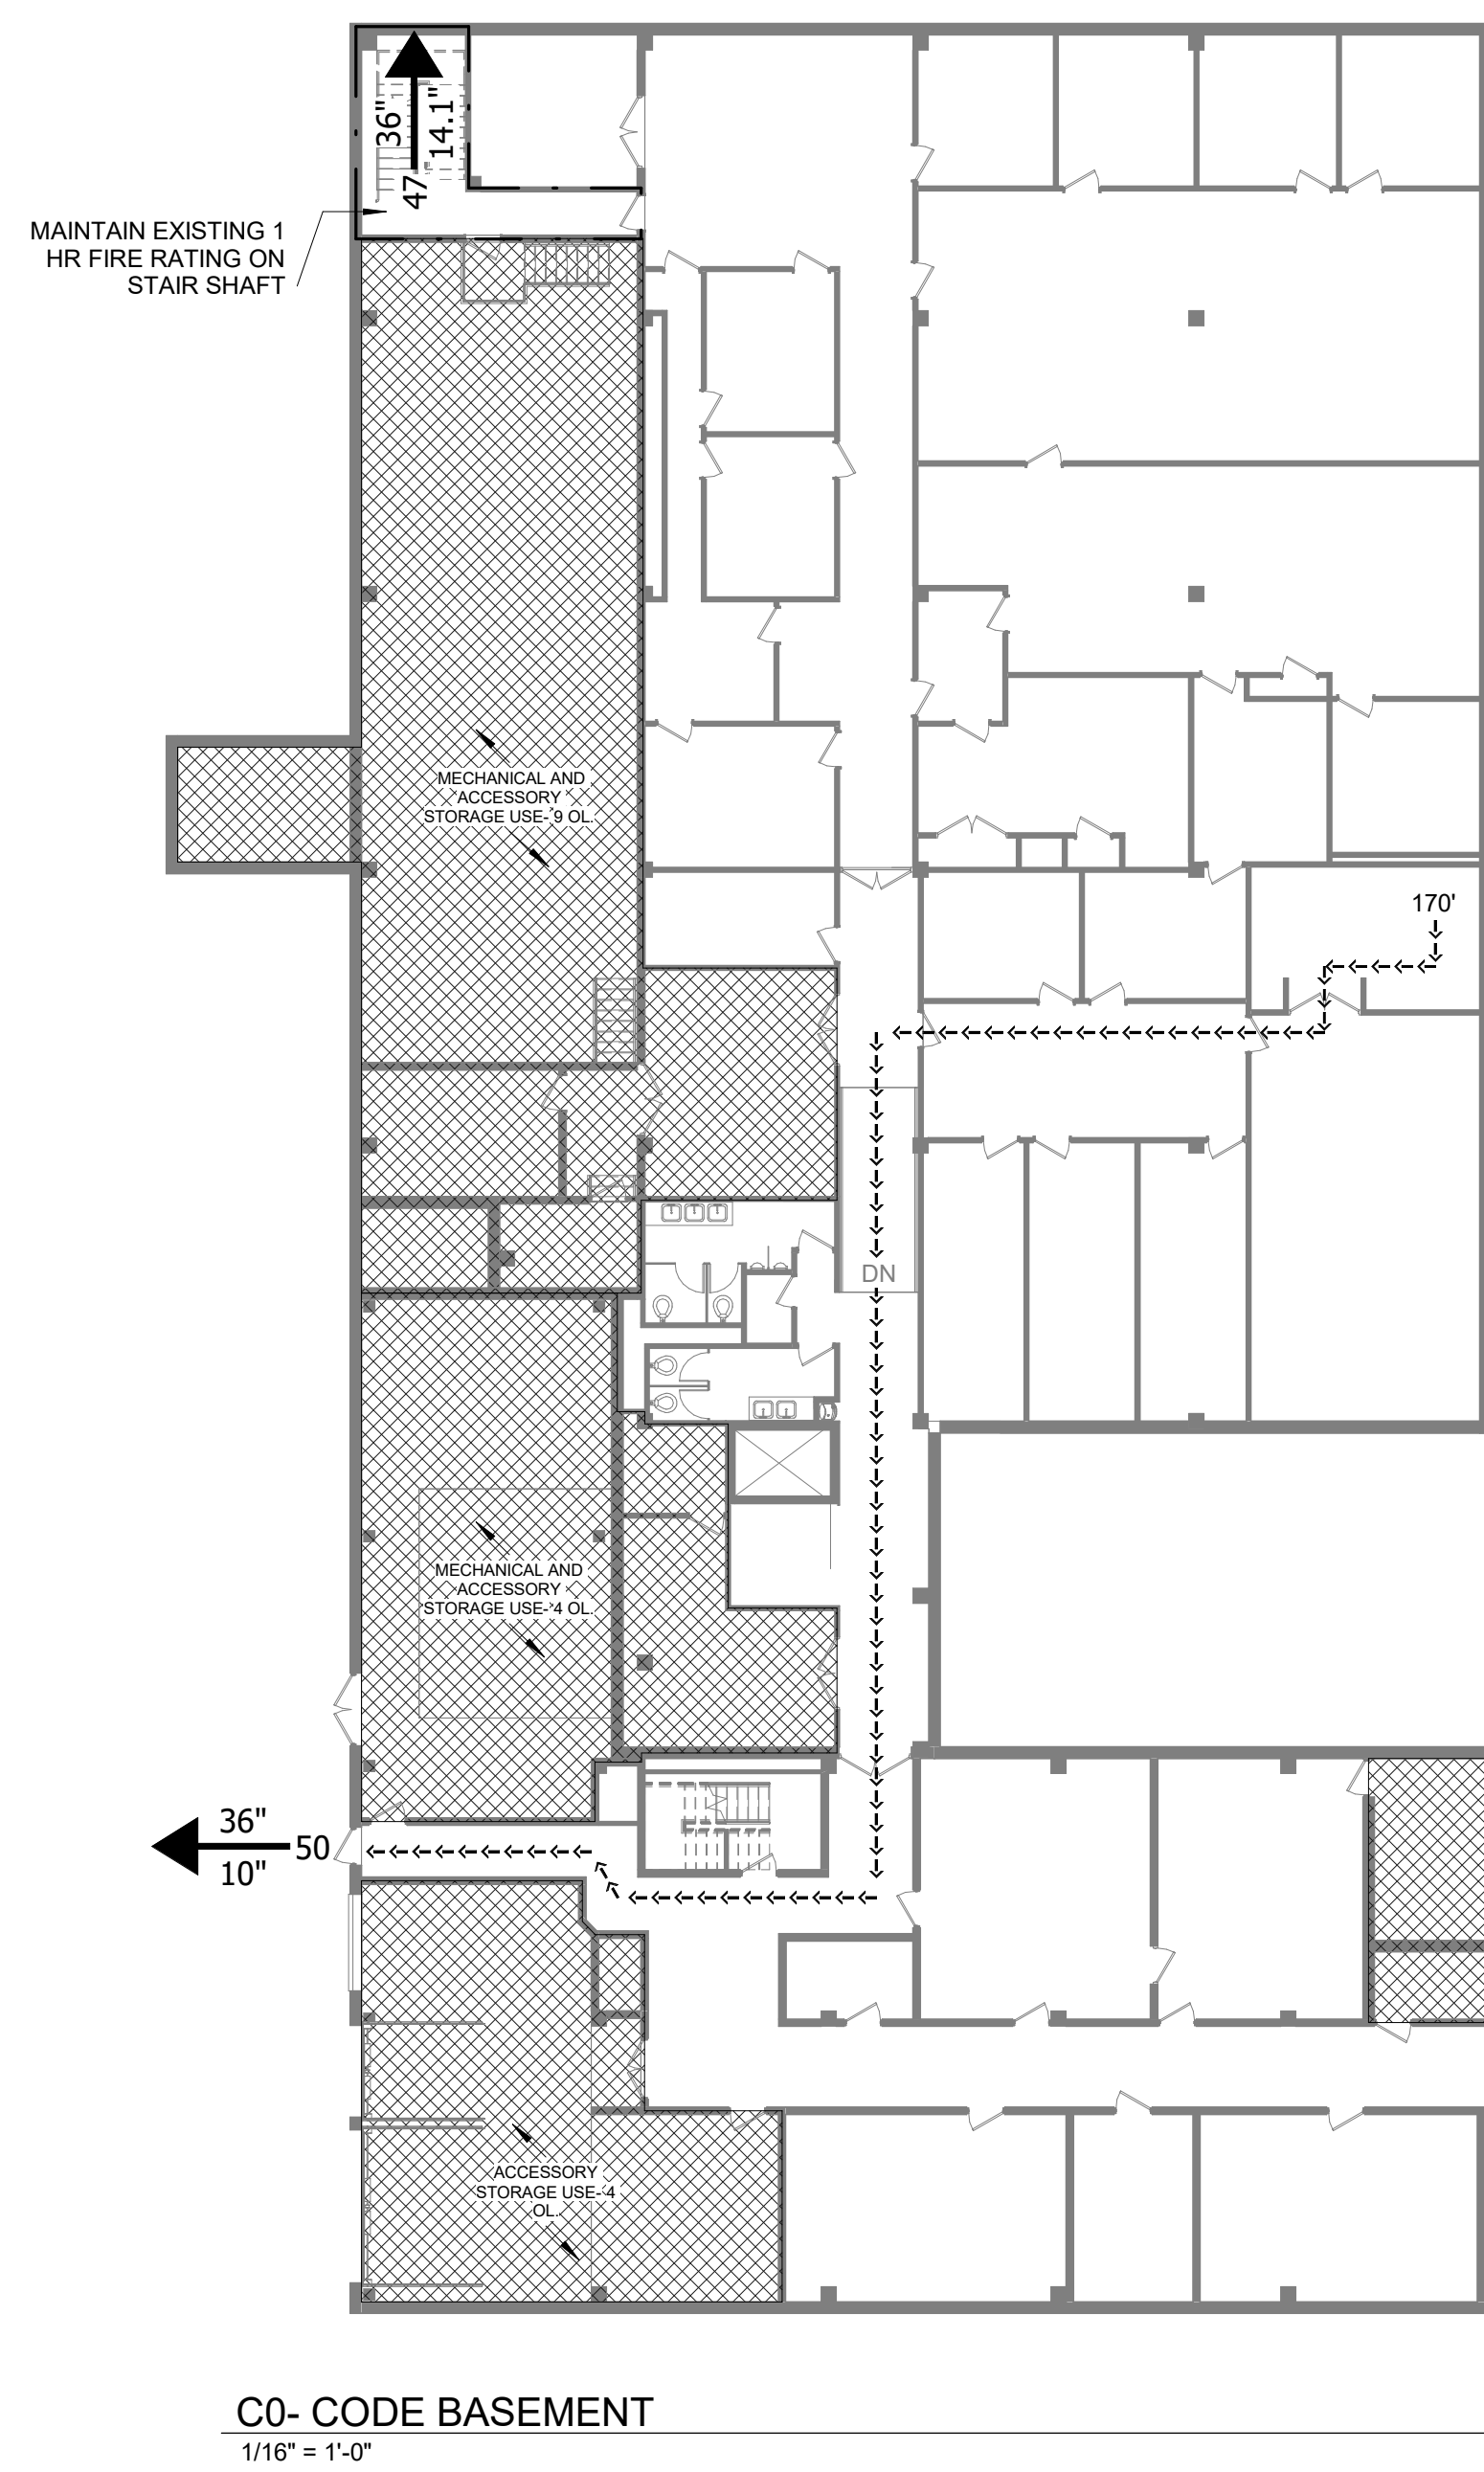 36"
14.1"
47
MAINTAIN EXISTING 1
HR FIRE RATING ON
STAIR SHAFT
MECHANICAL AND
ACCESSORY
STORAGE USE- 9 OL.
170'
DN
MECHANICAL AND
ACCESSORY
STORAGE USE- 4 OL.
36"
50
10"
ACCESSORY
STORAGE USE- 4
OL.
C0- CODE BASEMENT
1/16" = 1'-0"